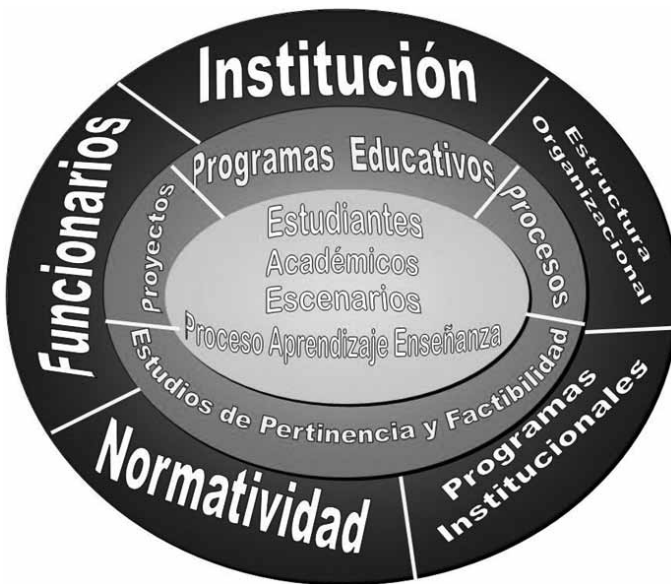 Institución
Estructura
Organizacional
Programas
Institucionales
Normatividad
Funcionarios
Programas Educativos
Procesos
Estudios de Pertinencia y Factibilidad
Proyectos
Estudiantes
Académicos
Escenarios
Proceso Aprendizaje Enseñanza